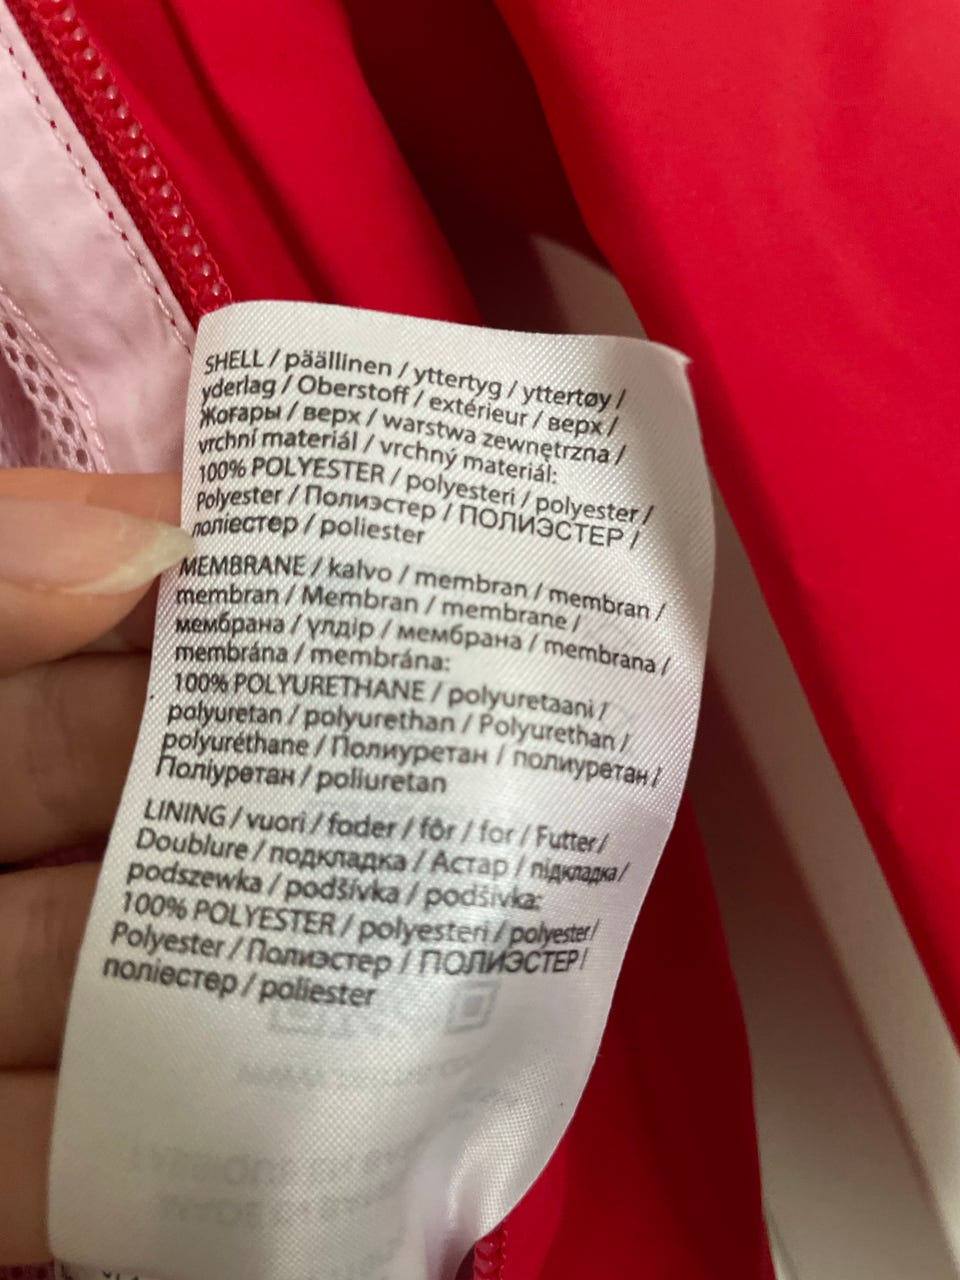 SHELL / päällinen / yttertyg / yttertøy /
yderlag / Oberstoff / extérieur / верх /
Жоғары / верх / warstwa zewnętrzna /
vrchní materiál / vrchný materiál:
100% POLYESTER / polyesteri / polyester /
Polyester / Полиэстер / ПОЛИЭСТЕР /
поліестер / poliester
MEMBRANE / kalvo / membran / membran /
membran / Membran / membrane /
мембрана / үлдір / мембрана / membrana /
membrána / membrána:
100% POLYURETHANE / polyuretaani /
polyuretan / polyurethan / Polyurethan /
polyuréthane / Полиуретан / полиуретан /
Поліуретан / poliuretan
LINING / vuori / foder / fôr / for / Futter /
Doublure / подкладка / Астар / підкладка /
podszewka / podšívka / podšívka:
100% POLYESTER / polyesteri / polyester /
Polyester / Полиэстер / ПОЛИЭСТЕР /
поліестер / poliester